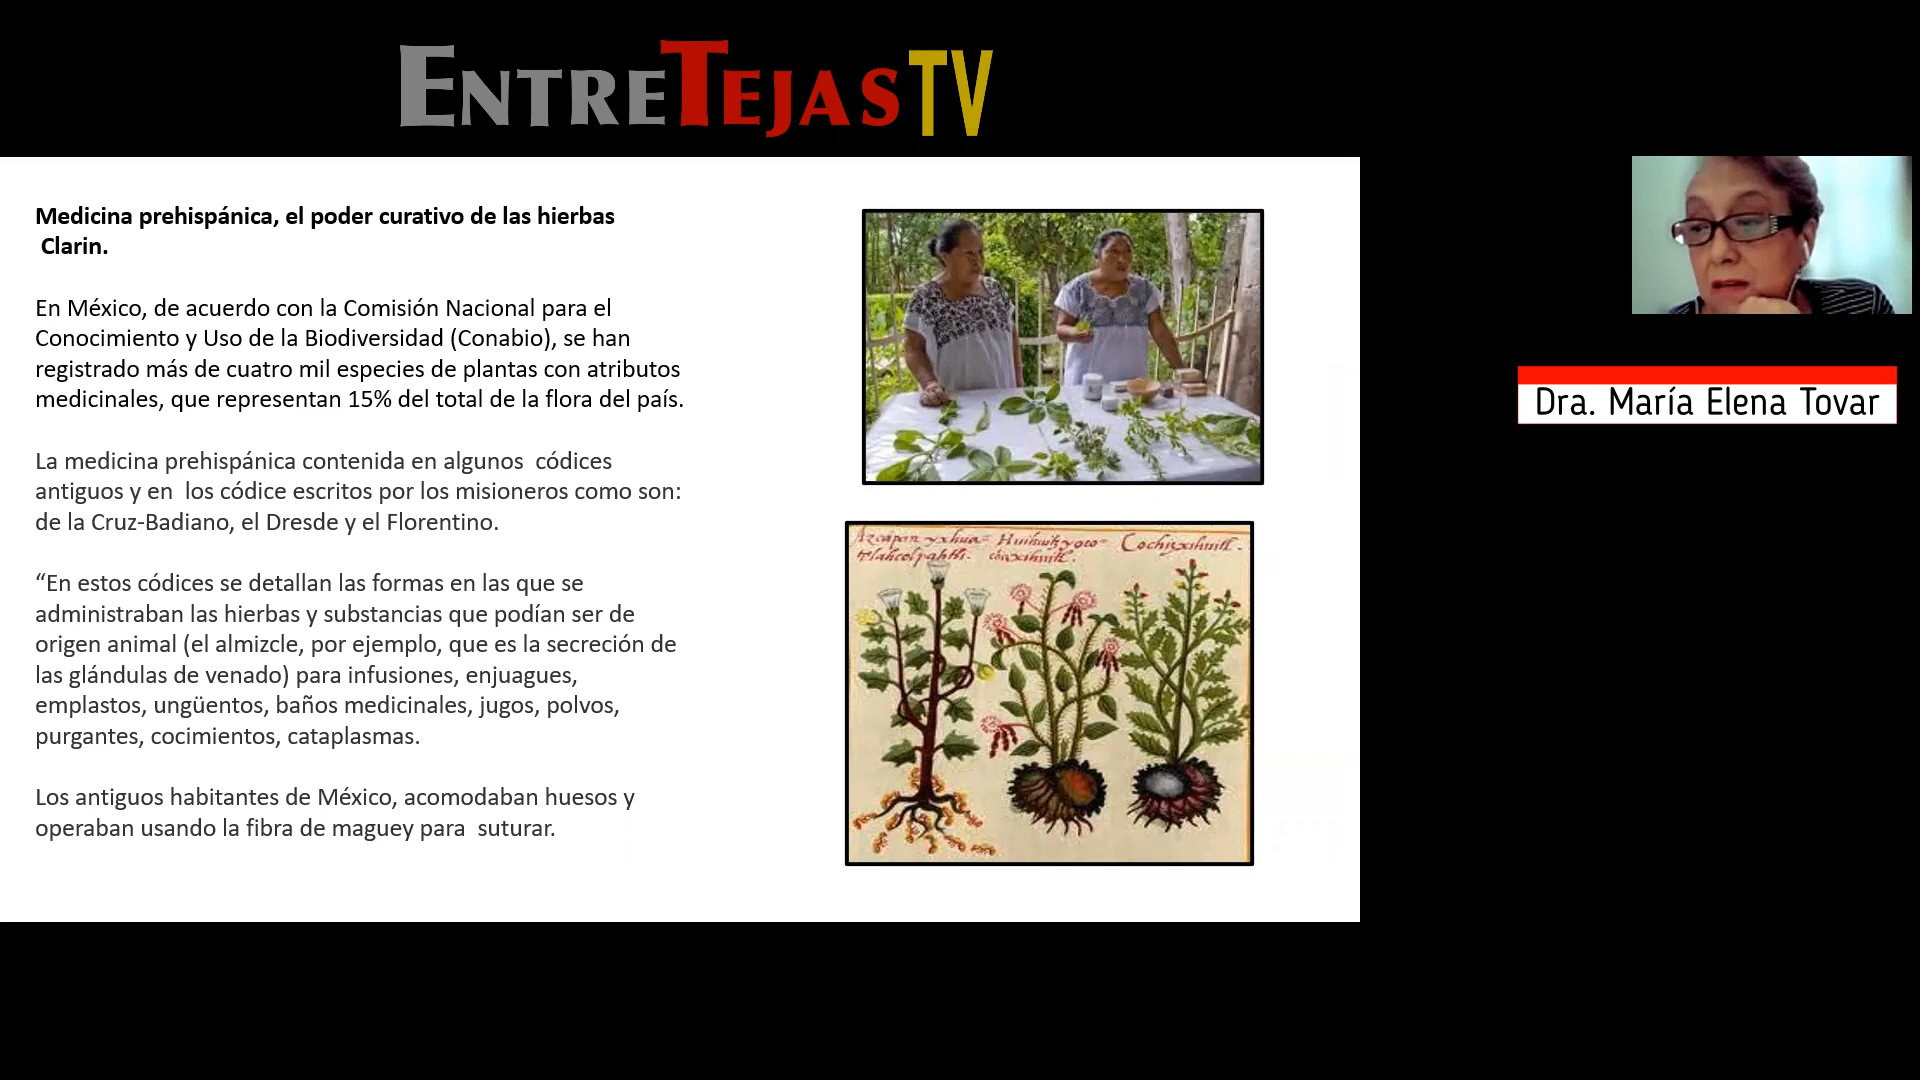 ENTRETEJASTV
Medicina prehispánica, el poder curativo de las hierbas
Clarin.
En México, de acuerdo con la Comisión Nacional para el
Conocimiento y Uso de la Biodiversidad (Conabio), se han
registrado más de cuatro mil especies de plantas con atributos
medicinales, que representan 15% del total de la flora del país.
La medicina prehispánica contenida en algunos  códices
antiguos y en  los códice escritos por los misioneros como son:
de la Cruz-Badiano, el Dresde y el Florentino.
“En estos códices se detallan las formas en las que se
administraban las hierbas y substancias que podían ser de
origen animal (el almizcle, por ejemplo, que es la secreción de
las glándulas de venado) para infusiones, enjuagues,
emplastos, ungüentos, baños medicinales, jugos, polvos,
purgantes, cocimientos, cataplasmas.
Los antiguos habitantes de México, acomodaban huesos y
operaban usando la fibra de maguey para  suturar.
Dra. María Elena Tovar